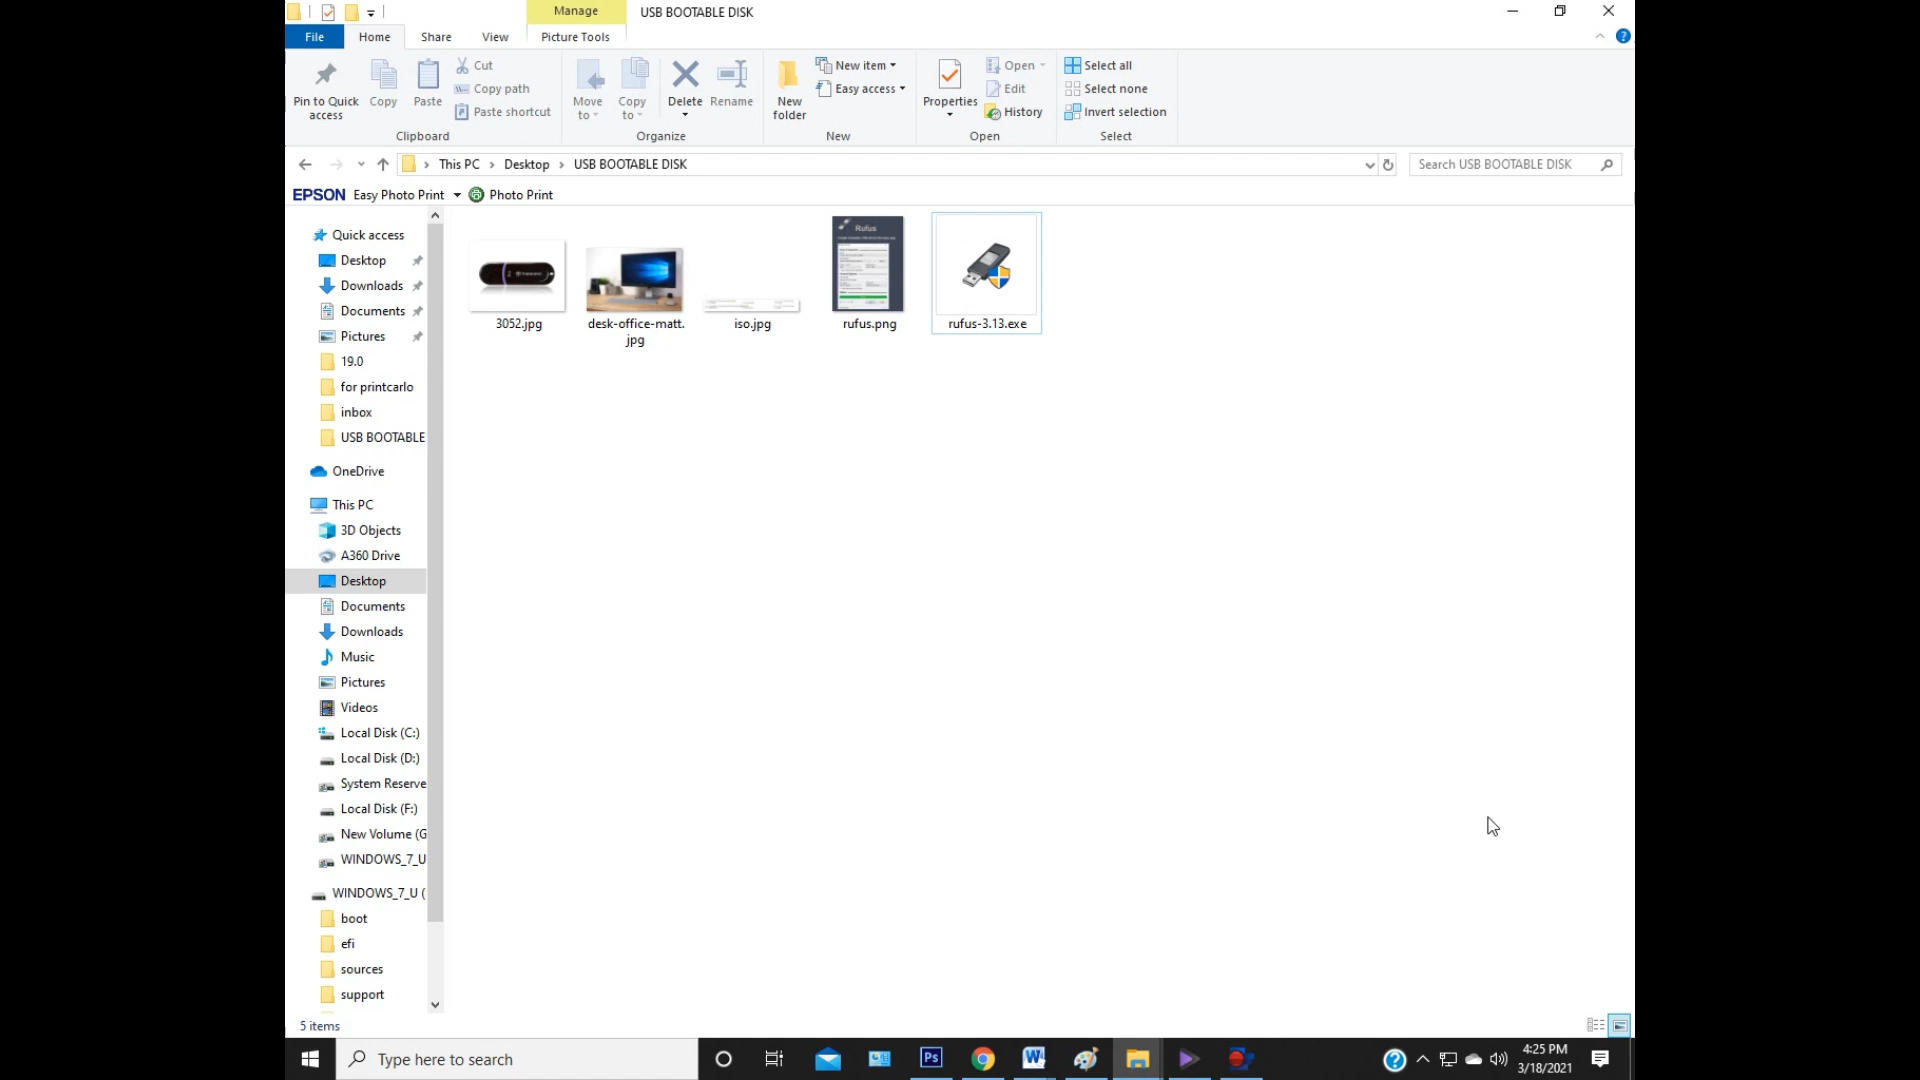 Manage
USB BOOTABLE DISK
File
Home
Share
View
Picture Tools
Pin to Quick access
Copy
Paste
Cut
Copy path
Paste shortcut
Move to
Copy to
Delete
Rename
New folder
New item
Easy access
Properties
Open
Edit
History
Select all
Select none
Invert selection
Clipboard
Organize
New
Open
Select
This PC
Desktop
USB BOOTABLE DISK
Search USB BOOTABLE DISK
EPSON Easy Photo Print
Photo Print
Quick access
Desktop
Downloads
Documents
Pictures
19.0
for printcarlo
inbox
USB BOOTABLE
OneDrive
This PC
3D Objects
A360 Drive
Desktop
Documents
Downloads
Music
Pictures
Videos
Local Disk (C:)
Local Disk (D:)
System Reserve
Local Disk (F:)
New Volume (G
WINDOWS_7_U
WINDOWS_7_U (
boot
efi
sources
support
Rufus
3052.jpg
desk-office-matt.
jpg
iso.jpg
rufus.png
rufus-3.13.exe
5 items
Type here to search
Ps
W
4:25 PM
3/18/2021